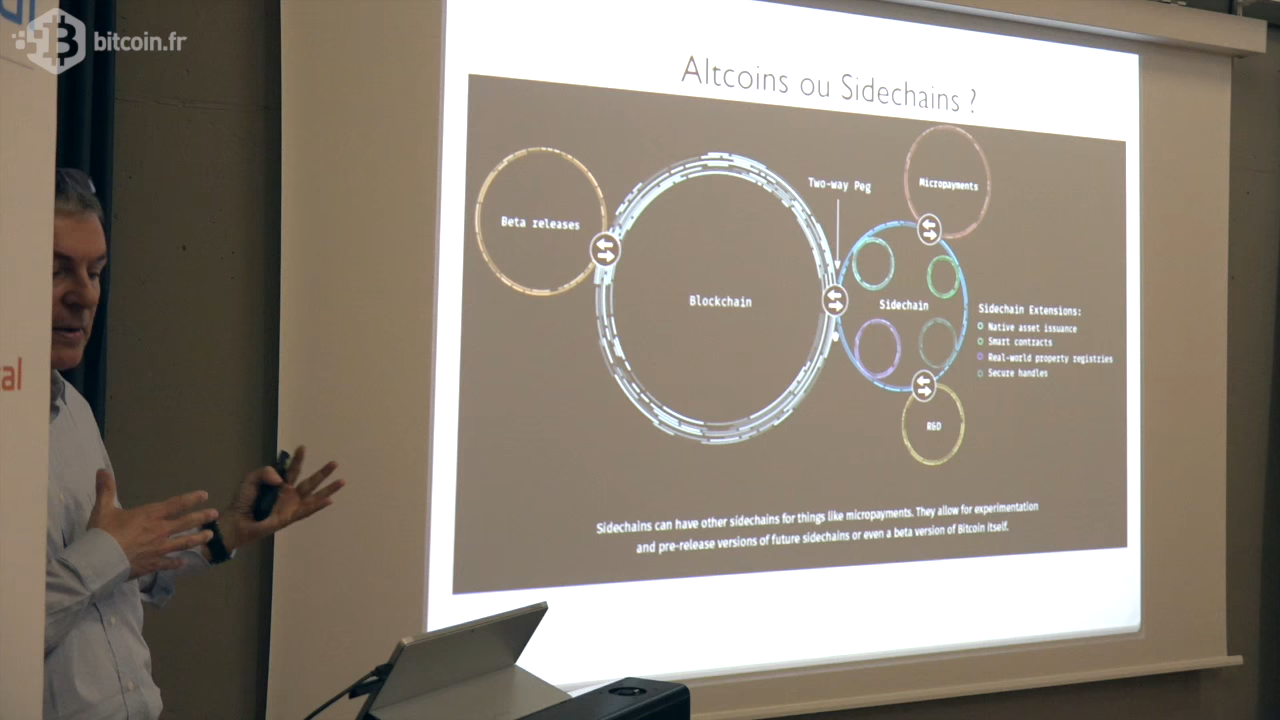 bitcoin.fr
al
Altcoins ou Sidechains ?
Beta releases
Blockchain
Two-way Peg
Micropayments
Sidechain
R&D
Sidechain Extensions:
Native asset issuance
Smart contracts
Real-world property registries
Secure handles
Sidechains can have other sidechains for things like micropayments. They allow for experimentation
and pre-release versions of future sidechains or even a beta version of Bitcoin itself.